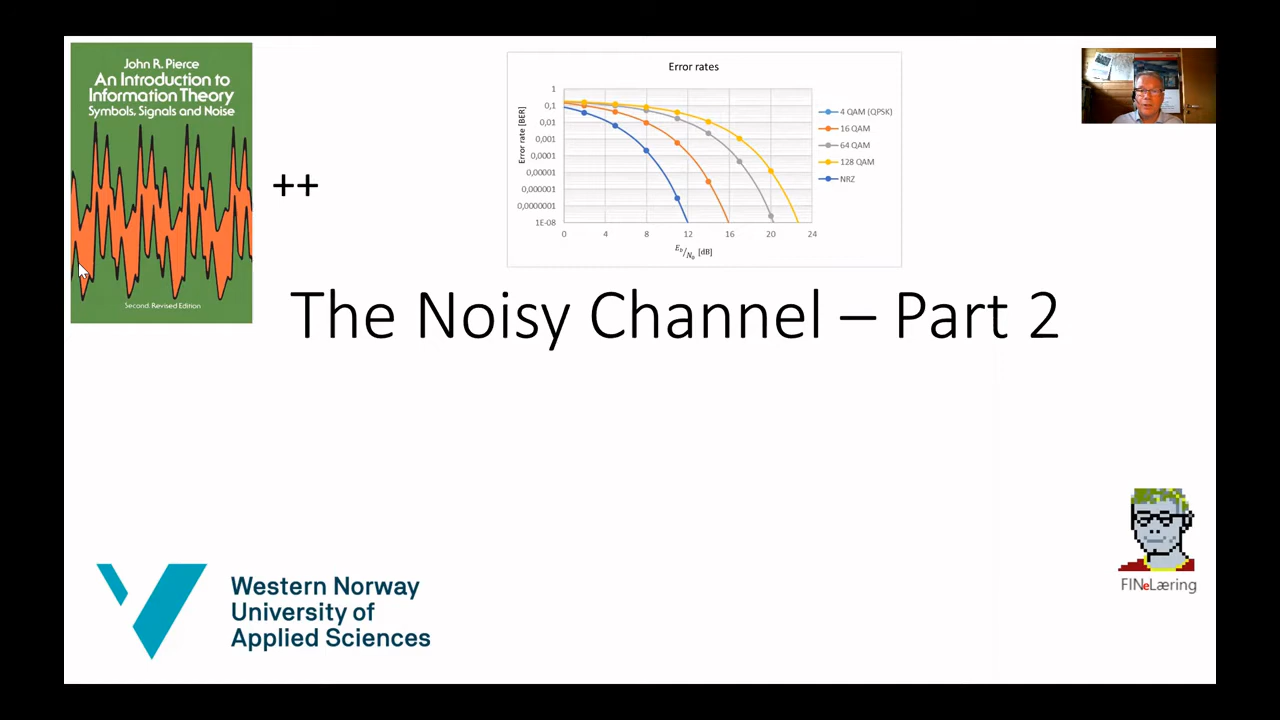 John R. Pierce
An Introduction to
Information Theory
Symbols, Signals and Noise
Second, Revised Edition
++
Error rates
Error rate [BER]
1
0,1
0,01
0,001
0,0001
0,00001
0,000001
0,0000001
1E-08
0 4 8 12 16 20 24
Eb/N0 [dB]
4 QAM (QPSK)
16 QAM
64 QAM
128 QAM
NRZ
The Noisy Channel – Part 2
Western Norway
University of
Applied Sciences
FINeLæring